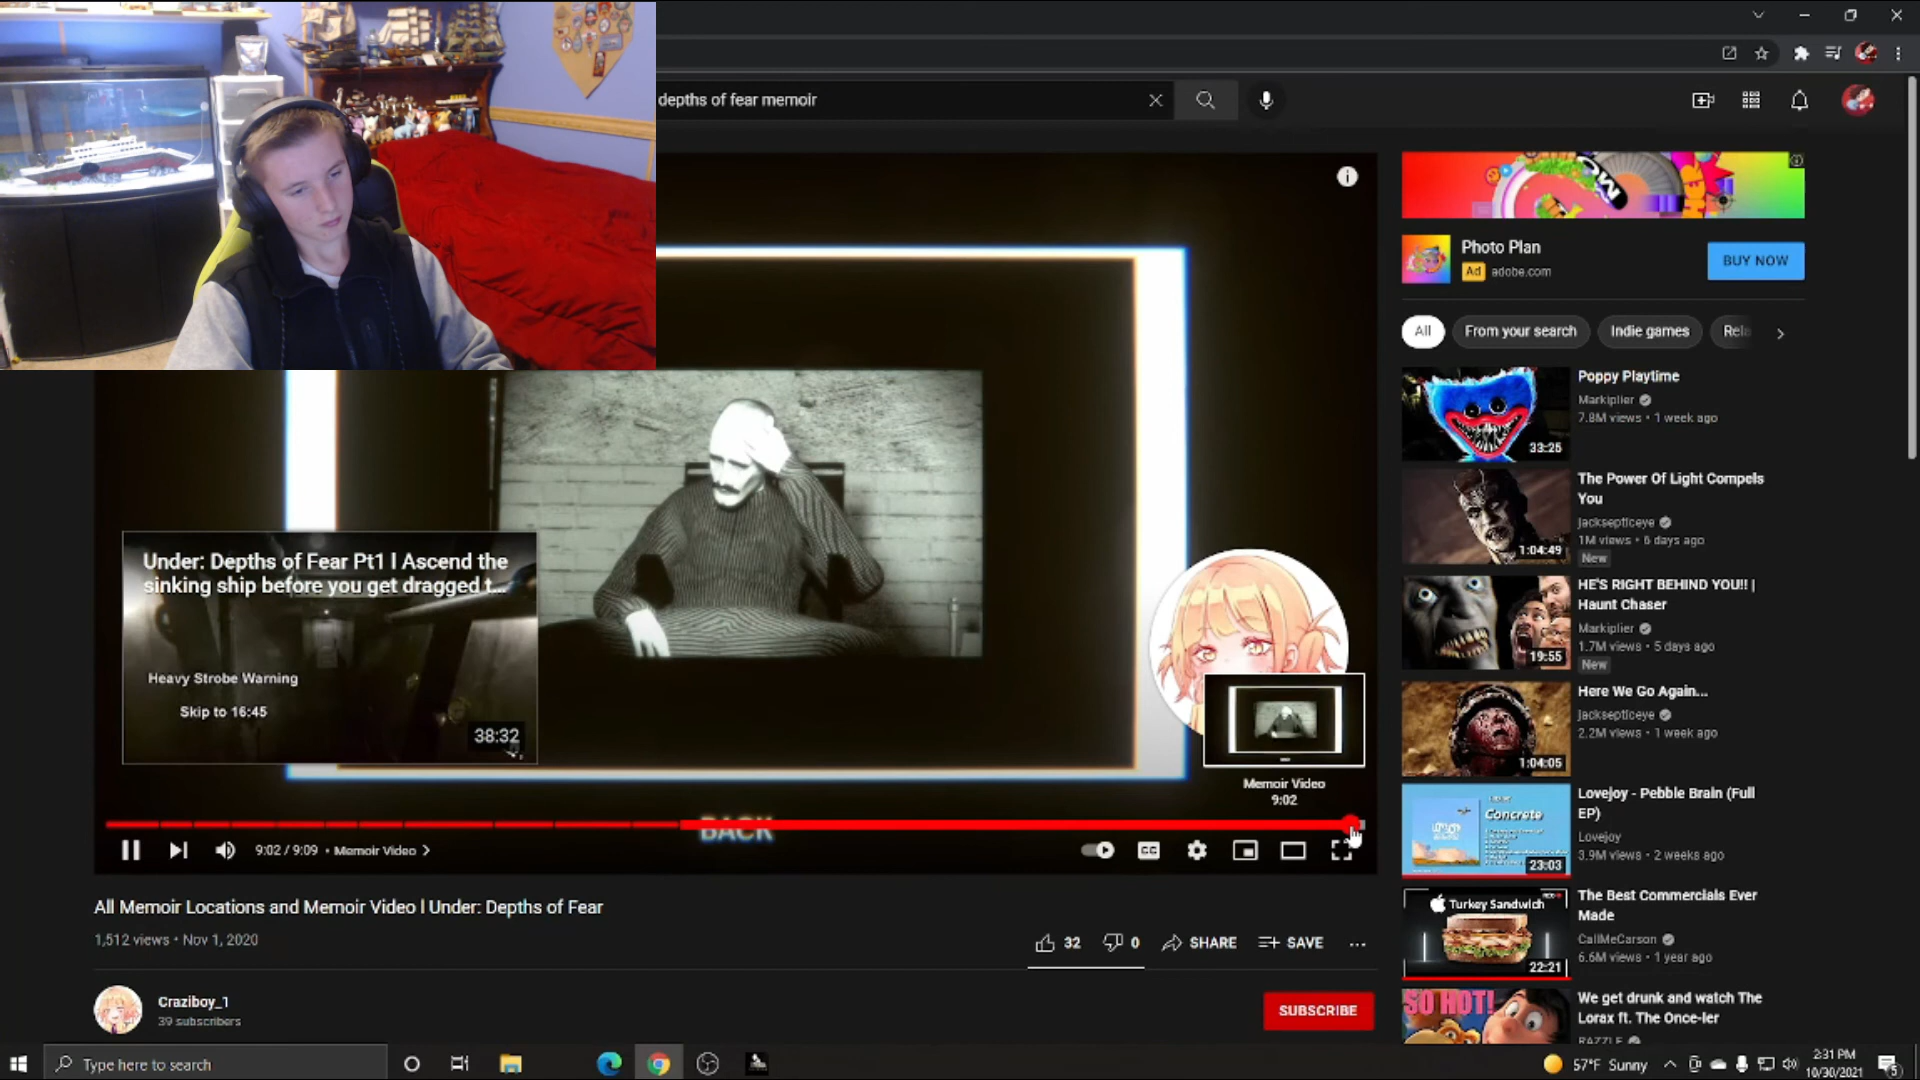 depths of fear memoir
Photo Plan
Ad adobe.com
BUY NOW
All
From your search
Indie games
Rela
Poppy Playtime
Markiplier
7.8M views • 1 week ago
33:25
The Power Of Light Compels
You
jacksepticeye
1M views • 6 days ago
New
1:04:49
HE'S RIGHT BEHIND YOU!! |
Haunt Chaser
Markiplier
1.7M views • 5 days ago
New
19:55
Here We Go Again...
jacksepticeye
2.2M views • 1 week ago
1:04:05
Lovejoy - Pebble Brain (Full
EP)
Lovejoy
3.9M views • 2 weeks ago
Concrete
23:03
The Best Commercials Ever
Made
CallMeCarson
6.6M views • 1 year ago
Turkey Sandwich
22:21
We get drunk and watch The
Lorax ft. The Once-ler
RAZZLE
SO HOT!
Under: Depths of Fear Pt1 l Ascend the
sinking ship before you get dragged t...
Heavy Strobe Warning
Skip to 16:45
38:32
Memoir Video
9:02
BACK
9:02 / 9:09 • Memoir Video
CC
All Memoir Locations and Memoir Video l Under: Depths of Fear
1,512 views • Nov 1, 2020
32
0
SHARE
SAVE
Craziboy_1
39 subscribers
SUBSCRIBE
Type here to search
57°F Sunny
2:31 PM
10/30/2021
5